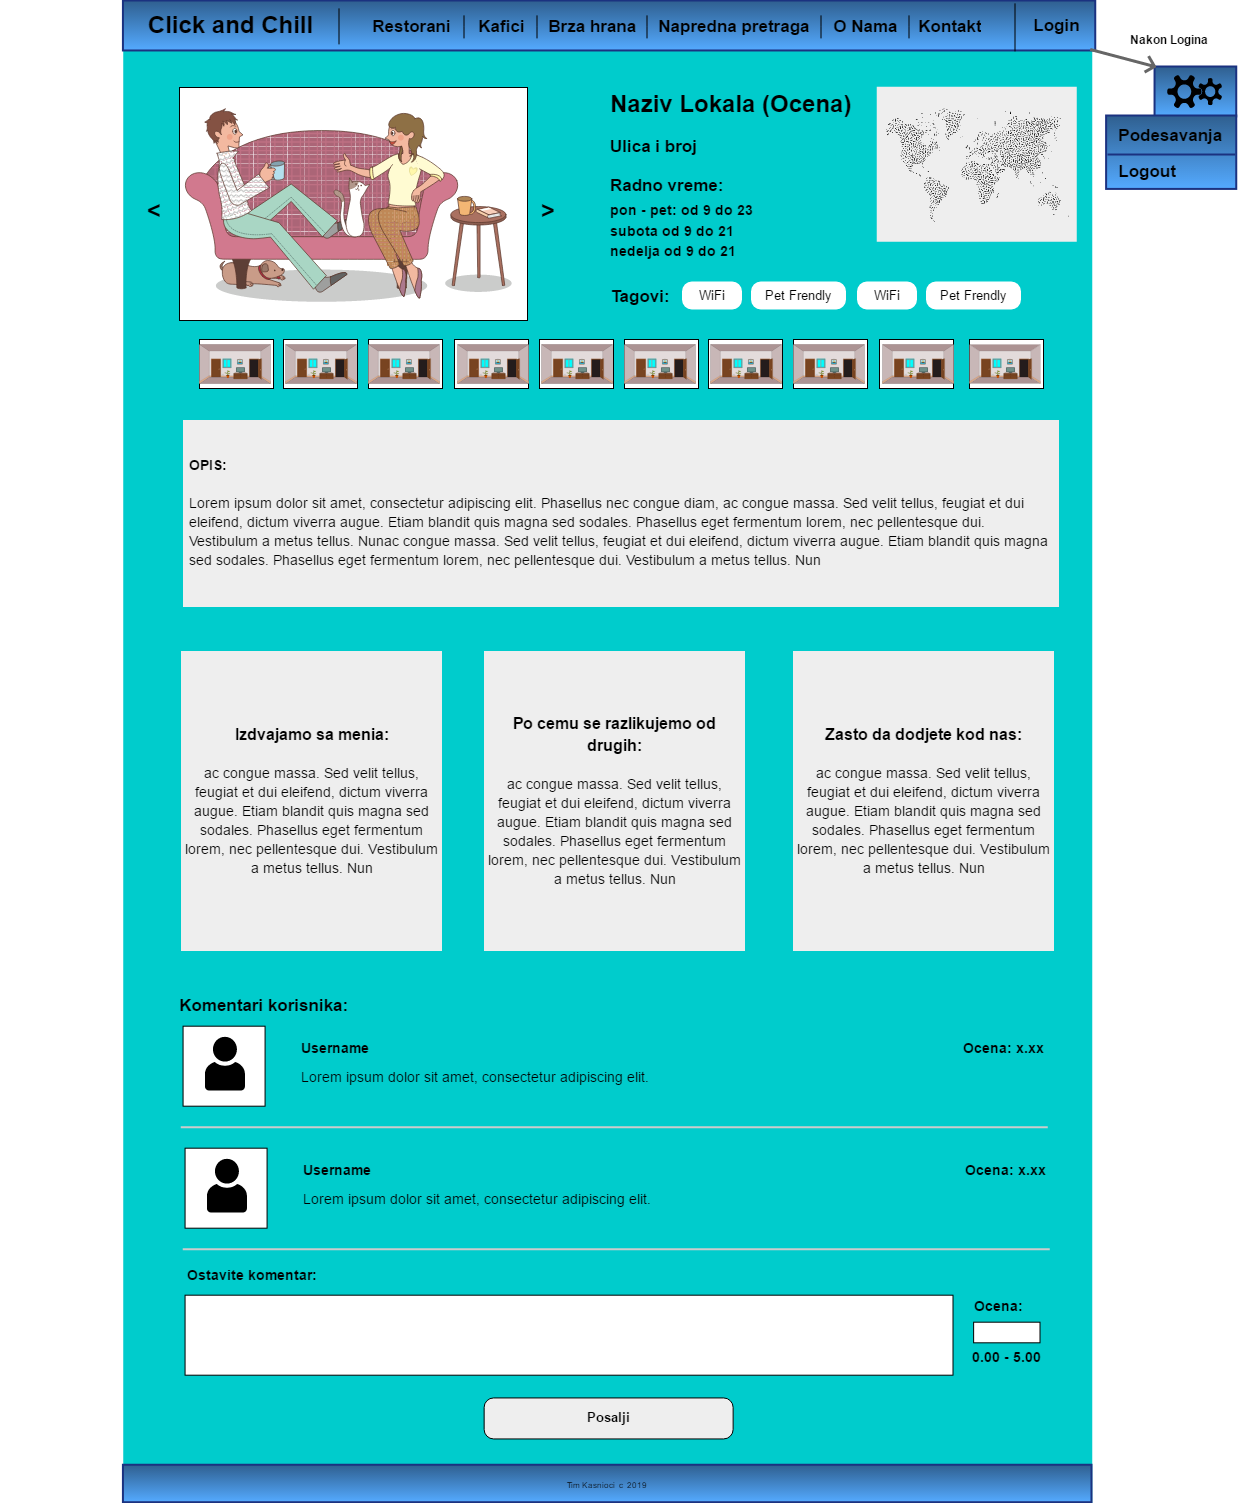 Click and Chill
Restorani
Kafici
Brza hrana
Napredna pretraga
O Nama
Kontakt
Login
Nakon Logina
Podesavanja
Logout
<
>
Naziv Lokala (Ocena)
Ulica i broj
Radno vreme:
pon - pet: od 9 do 23
subota od 9 do 21
nedelja od 9 do 21
Tagovi:
WiFi
Pet Frendly
WiFi
Pet Frendly
OPIS:
Lorem ipsum dolor sit amet, consectetur adipiscing elit. Phasellus nec congue diam, ac congue massa. Sed velit tellus, feugiat et dui
eleifend, dictum viverra augue. Etiam blandit quis magna sed sodales. Phasellus eget fermentum lorem, nec pellentesque dui.
Vestibulum a metus tellus. Nunac congue massa. Sed velit tellus, feugiat et dui eleifend, dictum viverra augue. Etiam blandit quis magna
sed sodales. Phasellus eget fermentum lorem, nec pellentesque dui. Vestibulum a metus tellus. Nun
Izdvajamo sa menia:
ac congue massa. Sed velit tellus,
feugiat et dui eleifend, dictum viverra
augue. Etiam blandit quis magna sed
sodales. Phasellus eget fermentum
lorem, nec pellentesque dui. Vestibulum
a metus tellus. Nun
Po cemu se razlikujemo od
drugih:
ac congue massa. Sed velit tellus,
feugiat et dui eleifend, dictum viverra
augue. Etiam blandit quis magna sed
sodales. Phasellus eget fermentum
lorem, nec pellentesque dui. Vestibulum
a metus tellus. Nun
Zasto da dodjete kod nas:
ac congue massa. Sed velit tellus,
feugiat et dui eleifend, dictum viverra
augue. Etiam blandit quis magna sed
sodales. Phasellus eget fermentum
lorem, nec pellentesque dui. Vestibulum
a metus tellus. Nun
Komentari korisnika:
Username
Ocena: x.xx
Lorem ipsum dolor sit amet, consectetur adipiscing elit.
Username
Ocena: x.xx
Lorem ipsum dolor sit amet, consectetur adipiscing elit.
Ostavite komentar:
Ocena:
0.00 - 5.00
Posalji
Tim Kasnioci c 2019